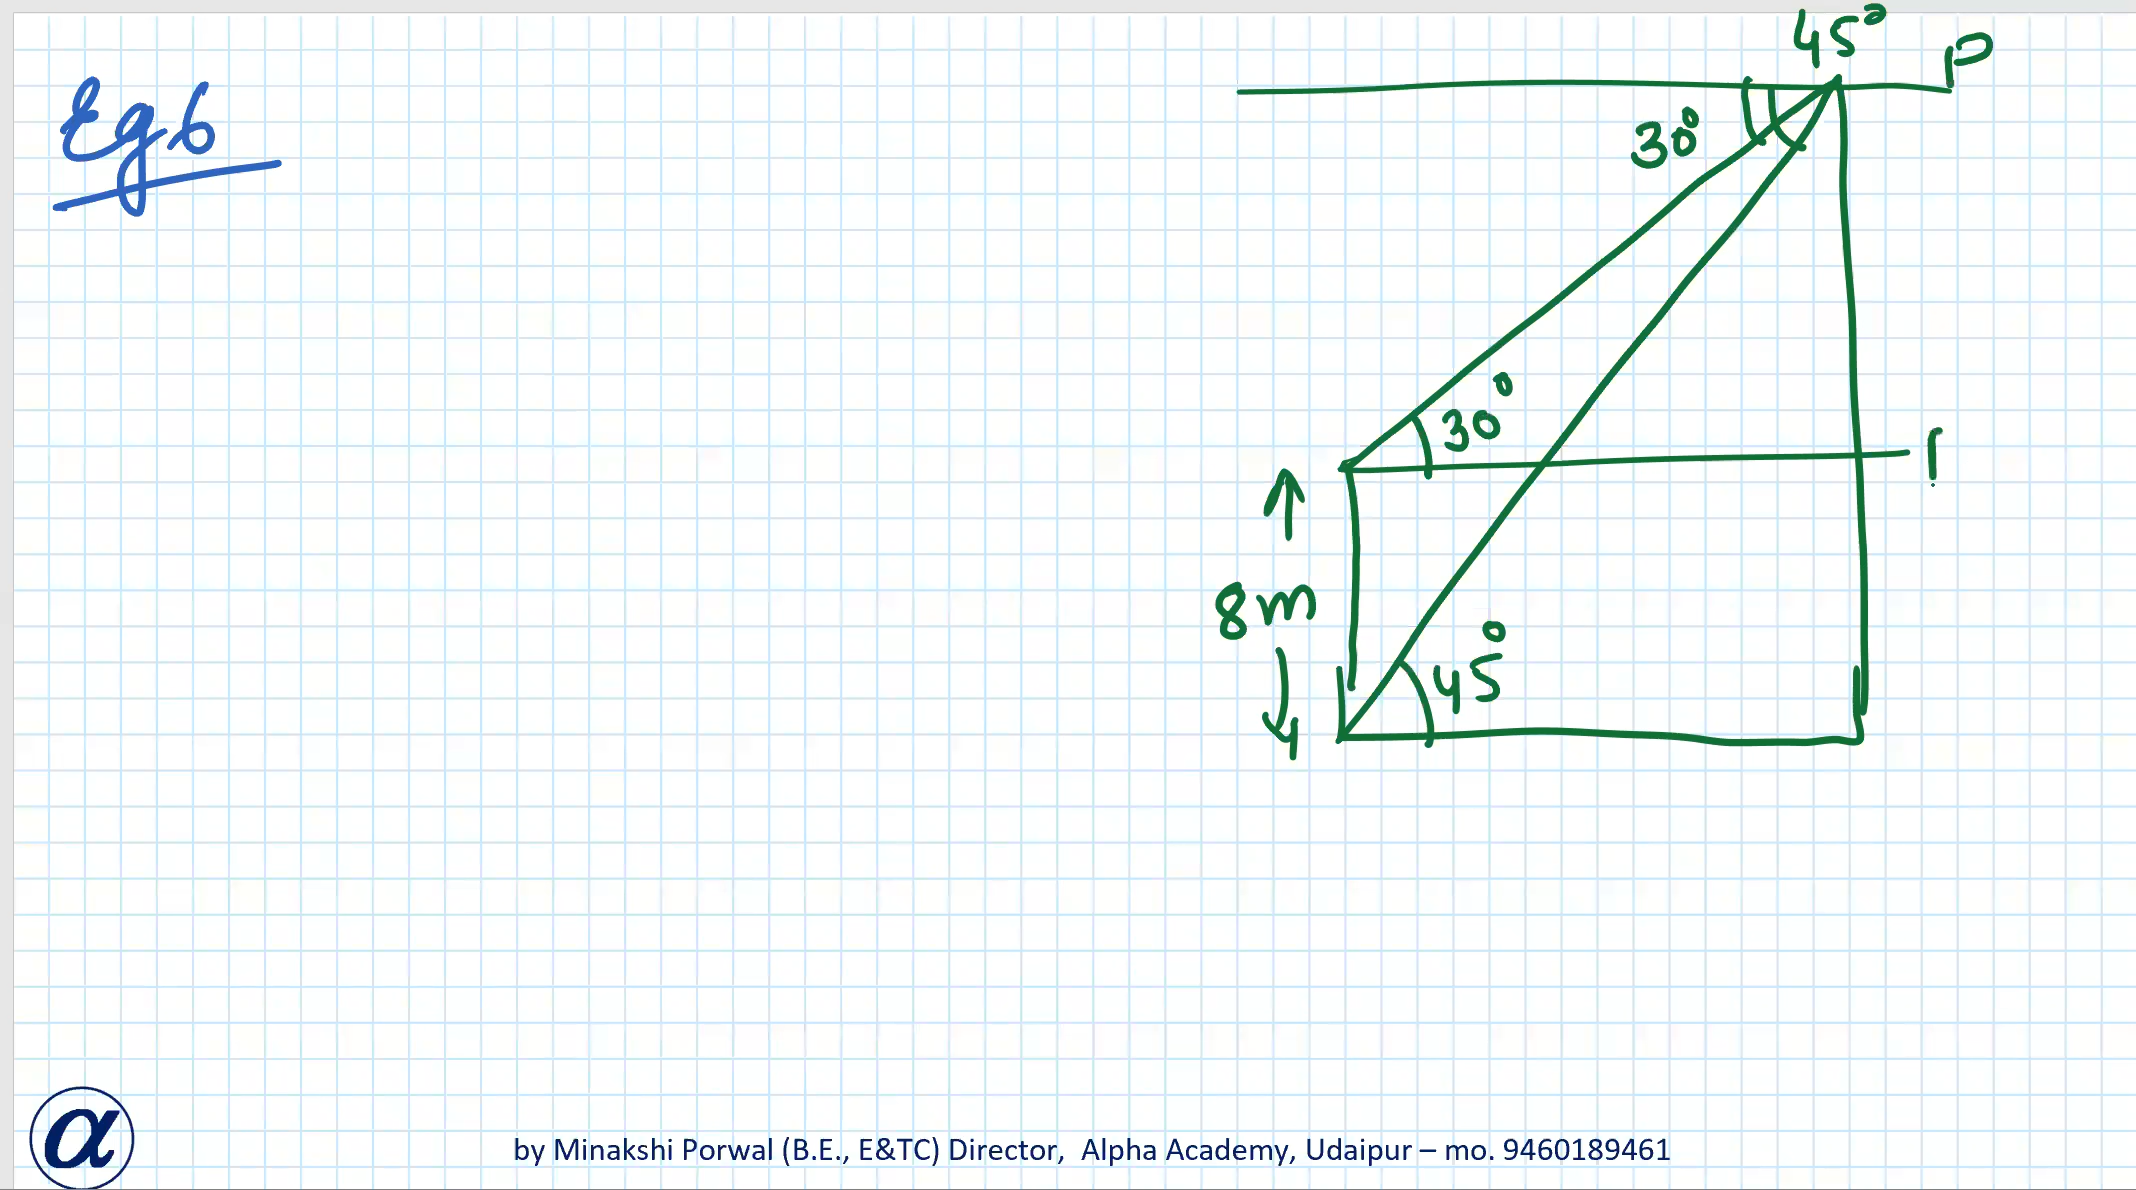 Eg.6
45°
P
30°
30°
8m
45°
α
by Minakshi Porwal (B.E., E&TC) Director, Alpha Academy, Udaipur – mo. 9460189461